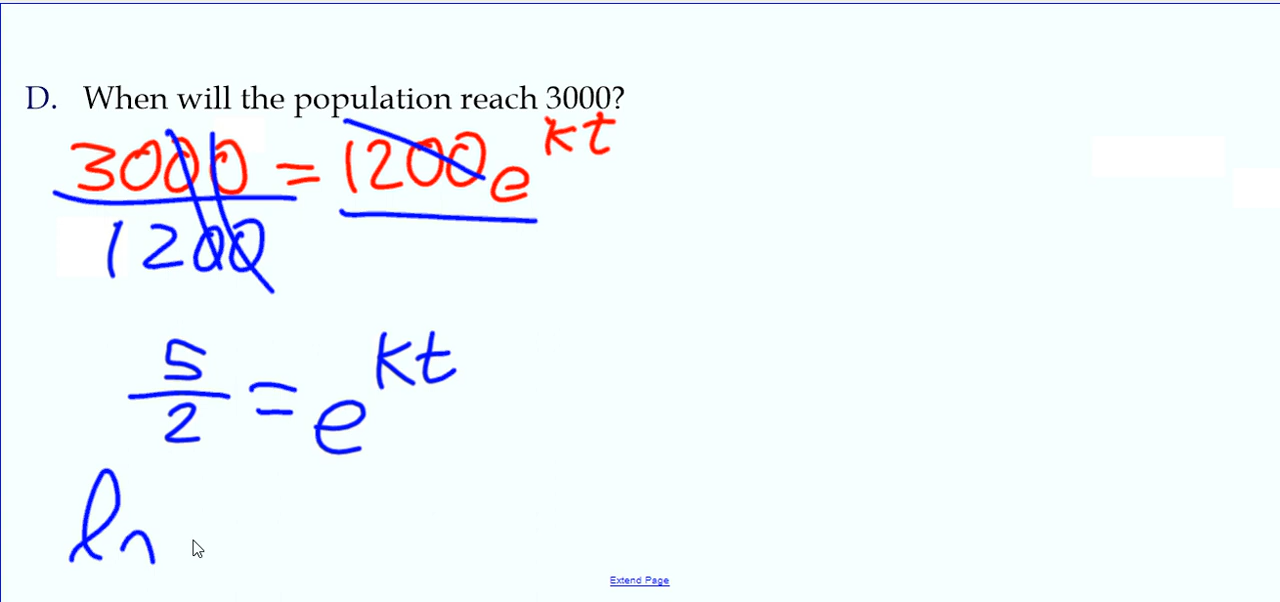 D. When will the population reach 3000?
3000 = 1200e^kt
1200
5/2 = e^kt
ln
Extend Page